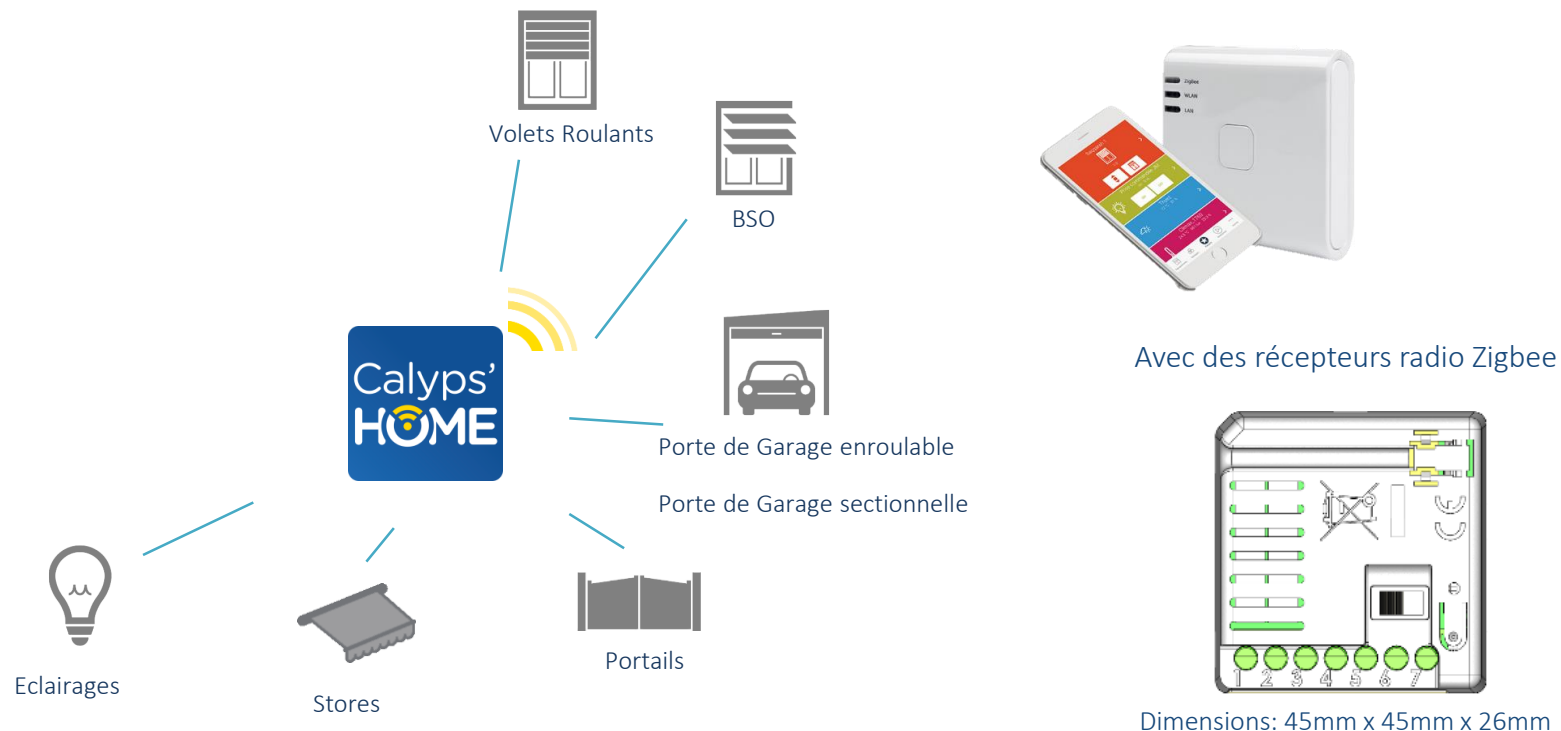 Volets Roulants
BSO
Calyps'
HOME
Porte de Garage enroulable
Porte de Garage sectionnelle
Eclairages
Stores
Portails
Zigbee
WLAN
LAN
Avec des récepteurs radio Zigbee
1 2 3 4 5 6 7
Dimensions: 45mm x 45mm x 26mm